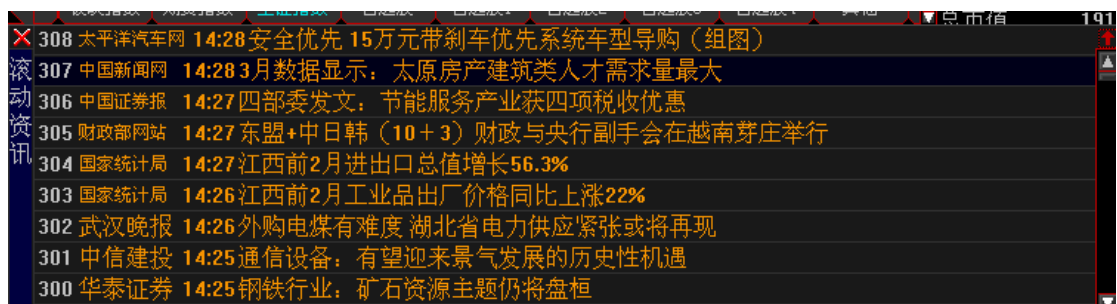 上证指数
总市值 191
308 太平洋汽车网 14:28 安全优先 15万元带刹车优先系统车型导购（组图）
307 中国新闻网 14:28 3月数据显示：太原房产建筑类人才需求量最大
306 中国证券报 14:27 四部委发文：节能服务产业获四项税收优惠
305 财政部网站 14:27 东盟+中日韩（10＋3）财政与央行副手会在越南芽庄举行
304 国家统计局 14:27 江西前2月进出口总值增长56.3%
303 国家统计局 14:26 江西前2月工业品出厂价格同比上涨22%
302 武汉晚报 14:26 外购电煤有难度 湖北省电力供应紧张或将再现
301 中信建投 14:25 通信设备：有望迎来景气发展的历史性机遇
300 华泰证券 14:25 钢铁行业：矿石资源主题仍将盘桓
滚动资讯